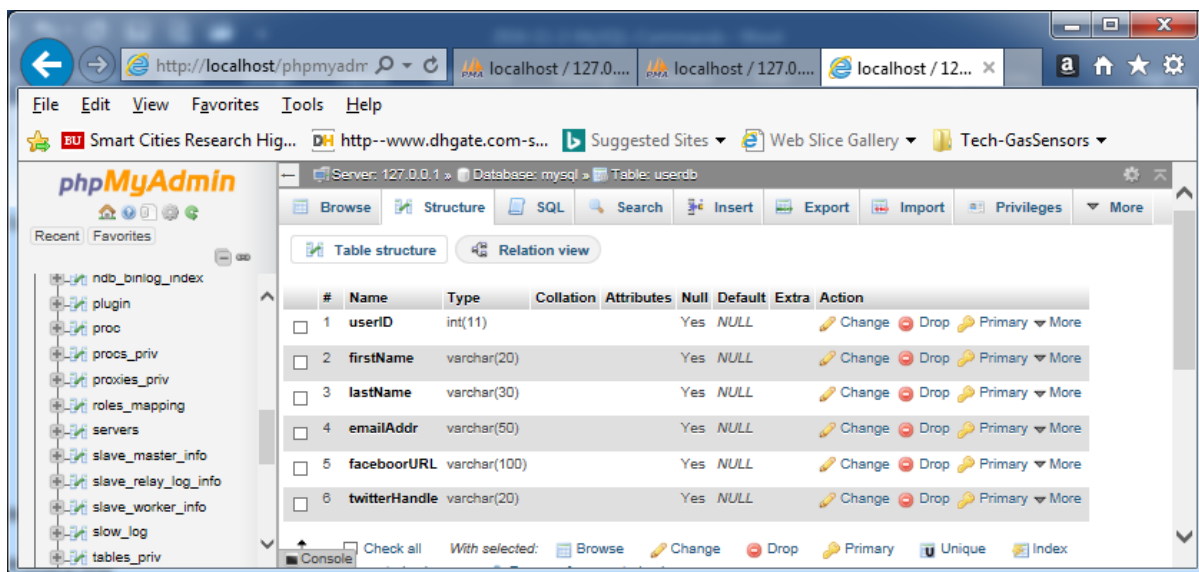 http://localhost/phpmyadr
localhost / 127.0....
localhost / 127.0....
localhost / 12...
File Edit View Favorites Tools Help
BU Smart Cities Research Hig... DH http--www.dhgate.com-s... Suggested Sites Web Slice Gallery Tech-GasSensors
phpMyAdmin
Recent Favorites
ndb_binlog_index
plugin
proc
procs_priv
proxies_priv
roles_mapping
servers
slave_master_info
slave_relay_log_info
slave_worker_info
slow_log
tables_priv
Server: 127.0.0.1 » Database: mysql » Table: userdb
Browse Structure SQL Search Insert Export Import Privileges More
Table structure Relation view
# Name Type Collation Attributes Null Default Extra Action
1 userID int(11) Yes NULL Change Drop Primary More
2 firstName varchar(20) Yes NULL Change Drop Primary More
3 lastName varchar(30) Yes NULL Change Drop Primary More
4 emailAddr varchar(50) Yes NULL Change Drop Primary More
5 faceboorURL varchar(100) Yes NULL Change Drop Primary More
6 twitterHandle varchar(20) Yes NULL Change Drop Primary More
Check all With selected: Browse Change Drop Primary Unique Index
Console